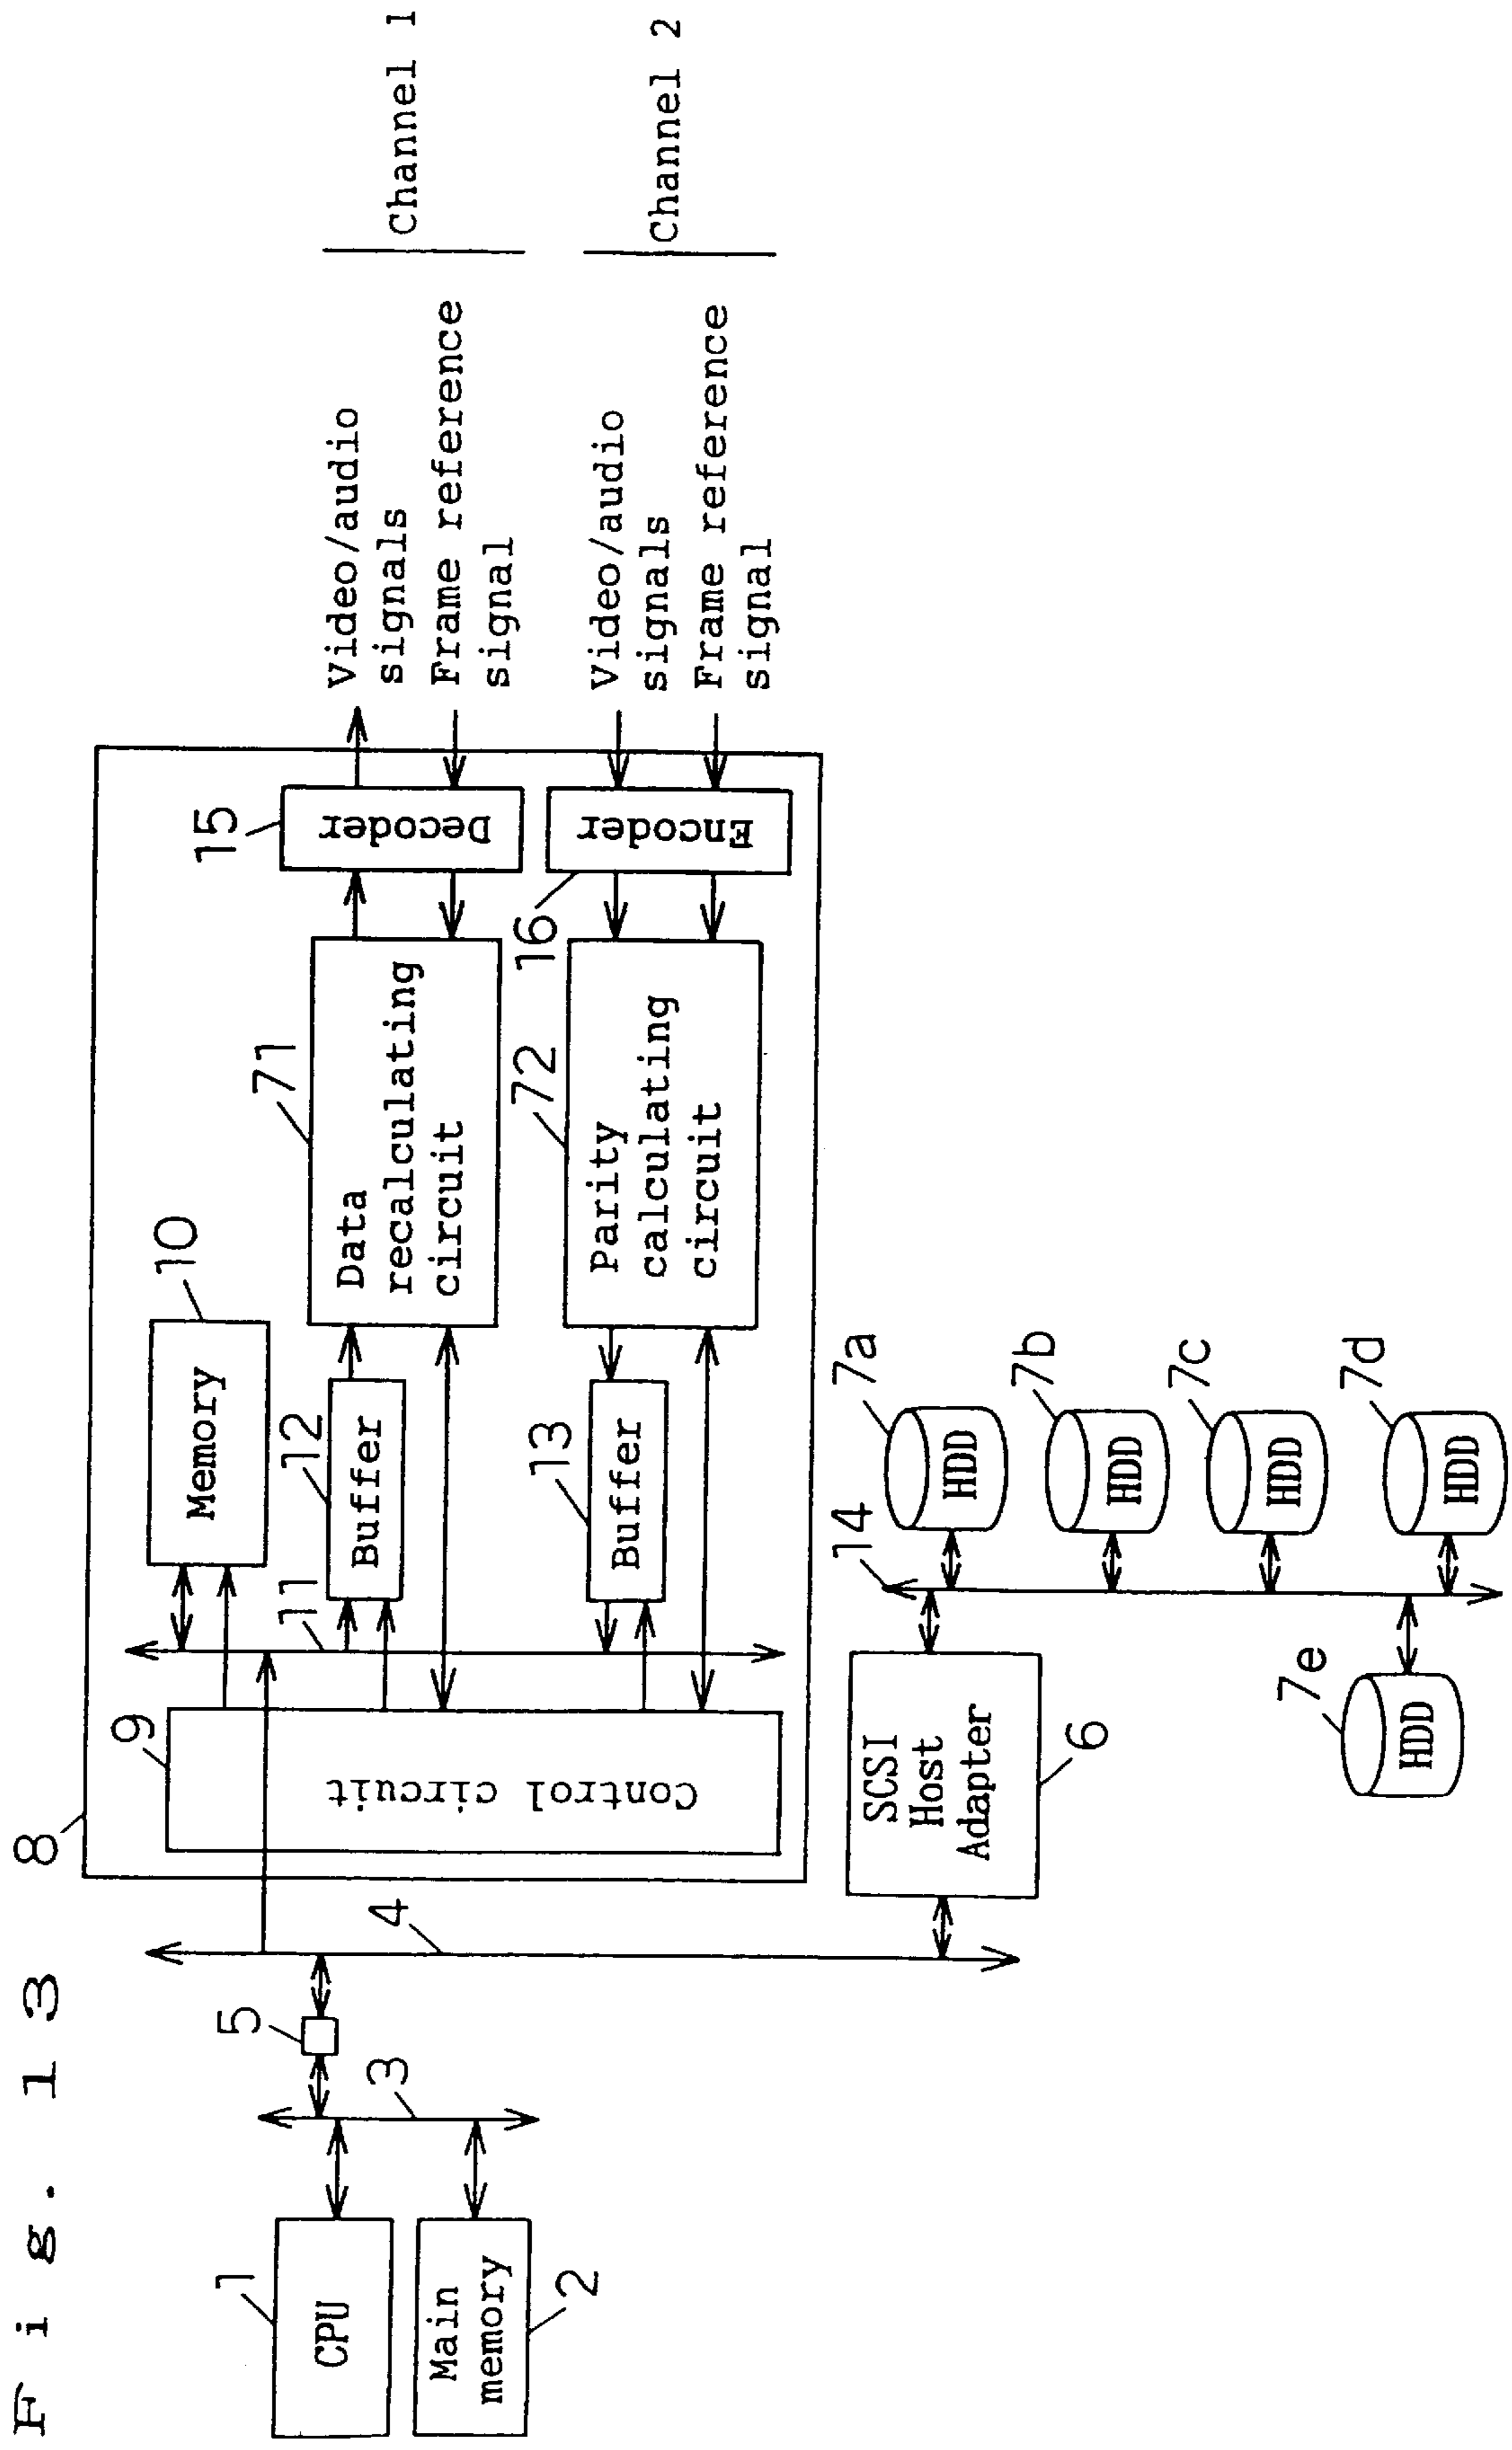 Fig. 13
1
CPU
Main
memory
2
3
5
4
8
9
Control circuit
11
10
Memory
12
Buffer
13
Buffer
71
Data
recalculating
circuit
72
Parity
calculating
circuit
15
Decoder
16
Encoder
Video/audio
signals
Frame reference
signal
Channel 1
Video/audio
signals
Frame reference
signal
Channel 2
SCSI
Host
Adapter
6
14
7a
HDD
7b
HDD
7c
HDD
7d
HDD
7e
HDD